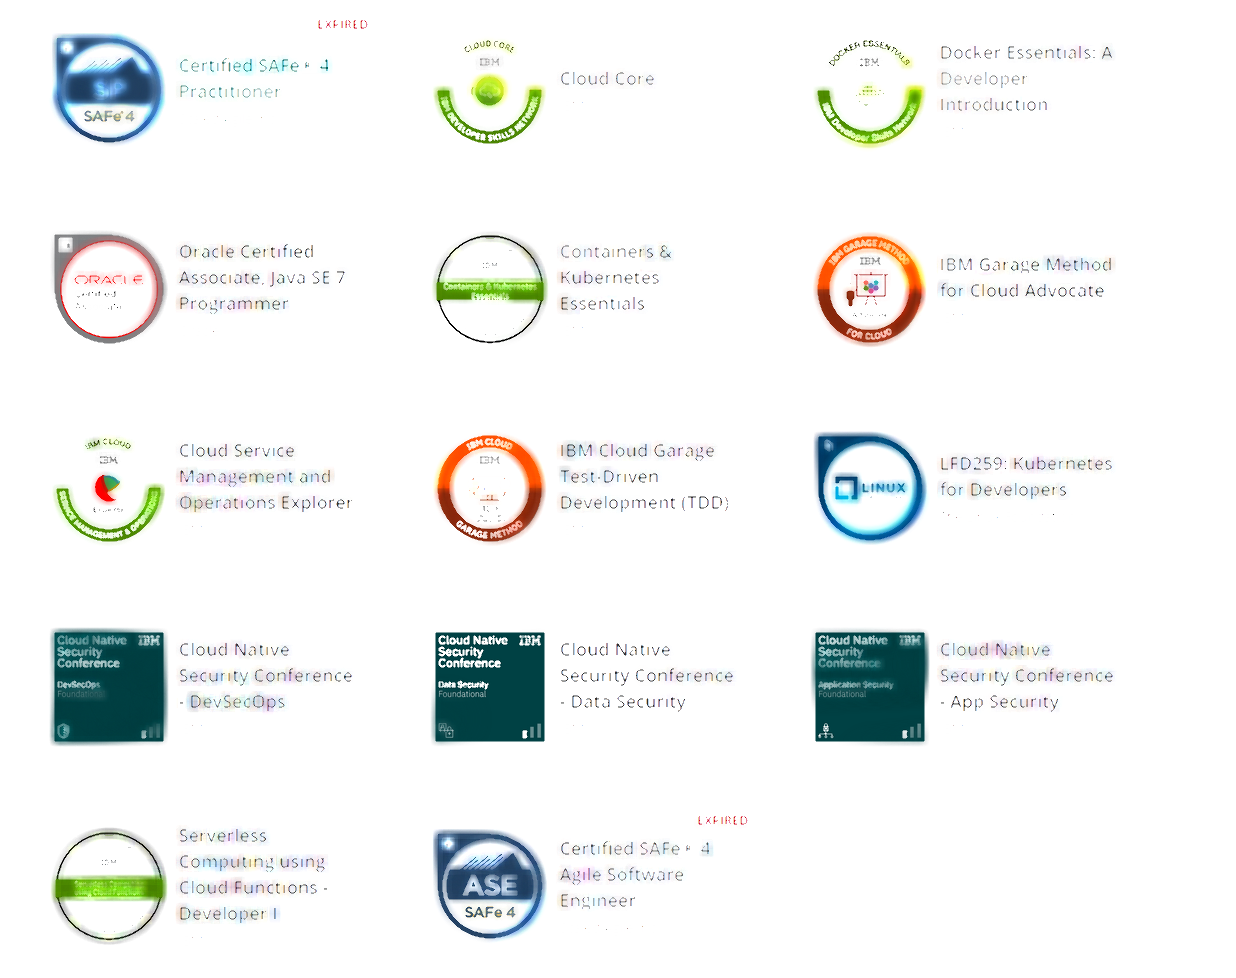 EXPIRED
Certified SAFe® 4
Practitioner
SP
SAFe® 4
CLOUD CORE
IBM
IBM DEVELOPER SKILLS NETWORK
Cloud Core
DOCKER ESSENTIALS
IBM
IBM Developer Skills Network
Docker Essentials: A
Developer
Introduction
ORACLE
Certified
Oracle Certified
Associate, Java SE 7
Programmer
IBM
Containers & Kubernetes
Essentials
Containers &
Kubernetes
Essentials
IBM GARAGE METHOD
IBM
FOR CLOUD
IBM Garage Method
for Cloud Advocate
IBM CLOUD
IBM
Explorer
SERVICE MANAGEMENT & OPERATIONS
Cloud Service
Management and
Operations Explorer
IBM CLOUD
IBM
GARAGE METHOD
IBM Cloud Garage
Test-Driven
Development (TDD)
LINUX
LFD259: Kubernetes
for Developers
Cloud Native IBM
Security
Conference
DevSecOps
Foundational
Cloud Native
Security Conference
- DevSecOps
Cloud Native IBM
Security
Conference
Data Security
Foundational
Cloud Native
Security Conference
- Data Security
Cloud Native IBM
Security
Conference
Application Security
Foundational
Cloud Native
Security Conference
- App Security
IBM
Serverless
Computing using
Cloud Functions -
Developer I
EXPIRED
ASE
SAFe 4
Certified SAFe® 4
Agile Software
Engineer